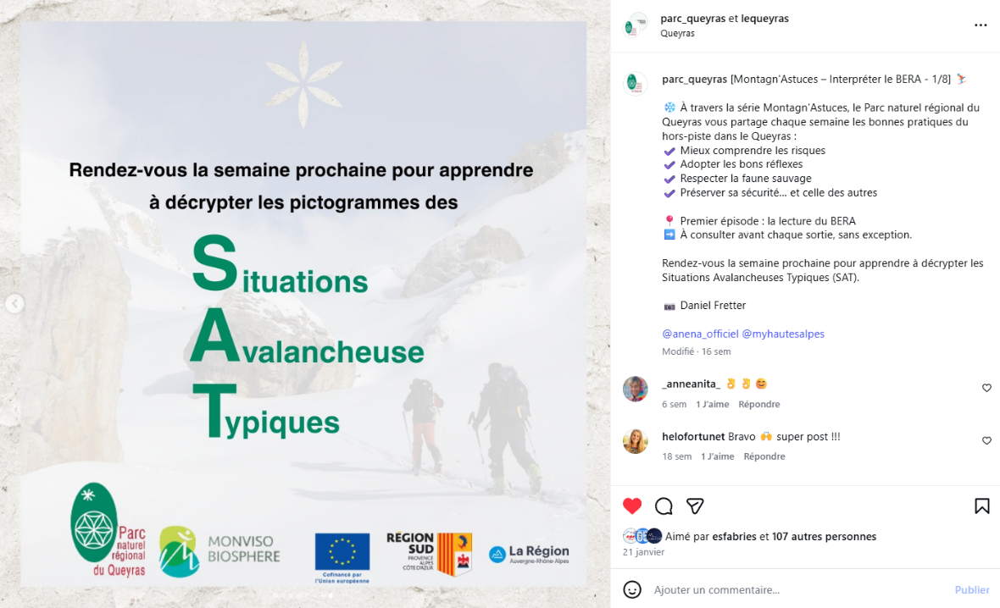 Rendez-vous la semaine prochaine pour apprendre
à décrypter les pictogrammes des
Situations
Avalancheuse
Typiques
Parc
naturel
régional
du Queyras
MONVISO
BIOSPHERE
Cofinancé par
l'Union européenne
RÉGION
SUD
PROVENCE
ALPES
CÔTE D'AZUR
La Région
Auvergne-Rhône-Alpes
parc_queyras et lequeyras
Queyras
parc_queyras [Montagn'Astuces – Interpréter le BERA - 1/8] ⛷️
❄️ À travers la série Montagn'Astuces, le Parc naturel régional du
Queyras vous partage chaque semaine les bonnes pratiques du
hors-piste dans le Queyras :
✔️ Mieux comprendre les risques
✔️ Adopter les bons réflexes
✔️ Respecter la faune sauvage
✔️ Préserver sa sécurité... et celle des autres
📍 Premier épisode : la lecture du BERA
➡️ À consulter avant chaque sortie, sans exception.
Rendez-vous la semaine prochaine pour apprendre à décrypter les
Situations Avalancheuses Typiques (SAT).
📷 Daniel Fretter
@anena_officiel @myhautesalpes
Modifié · 16 sem
_anneanita_ 👌 👌 😊
6 sem 1 J'aime Répondre
helofortunet Bravo 🙌 super post !!!
18 sem 1 J'aime Répondre
Aimé par esfabries et 107 autres personnes
21 janvier
Ajouter un commentaire...
Publier